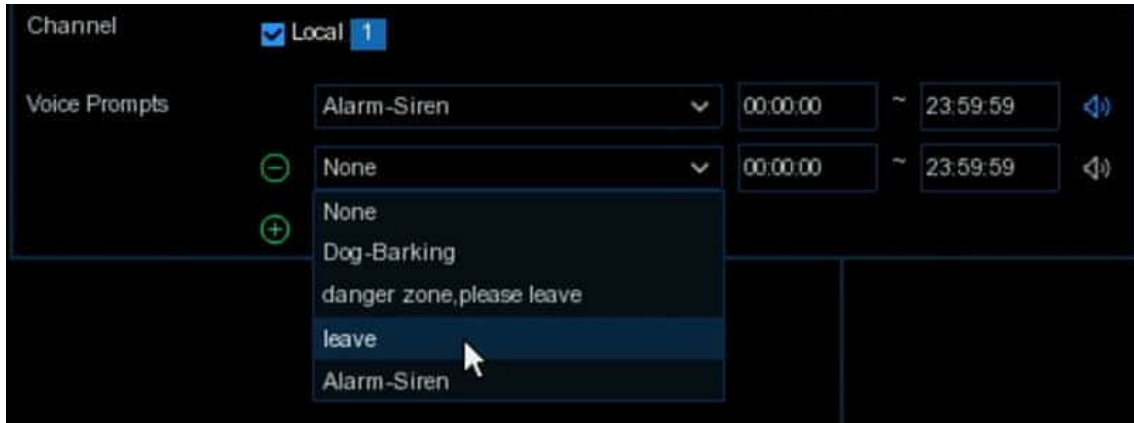 Channel Local 1
Voice Prompts Alarm-Siren 00:00:00 ~ 23:59:59
None 00:00:00 ~ 23:59:59
None
Dog-Barking
danger zone,please leave
leave
Alarm-Siren